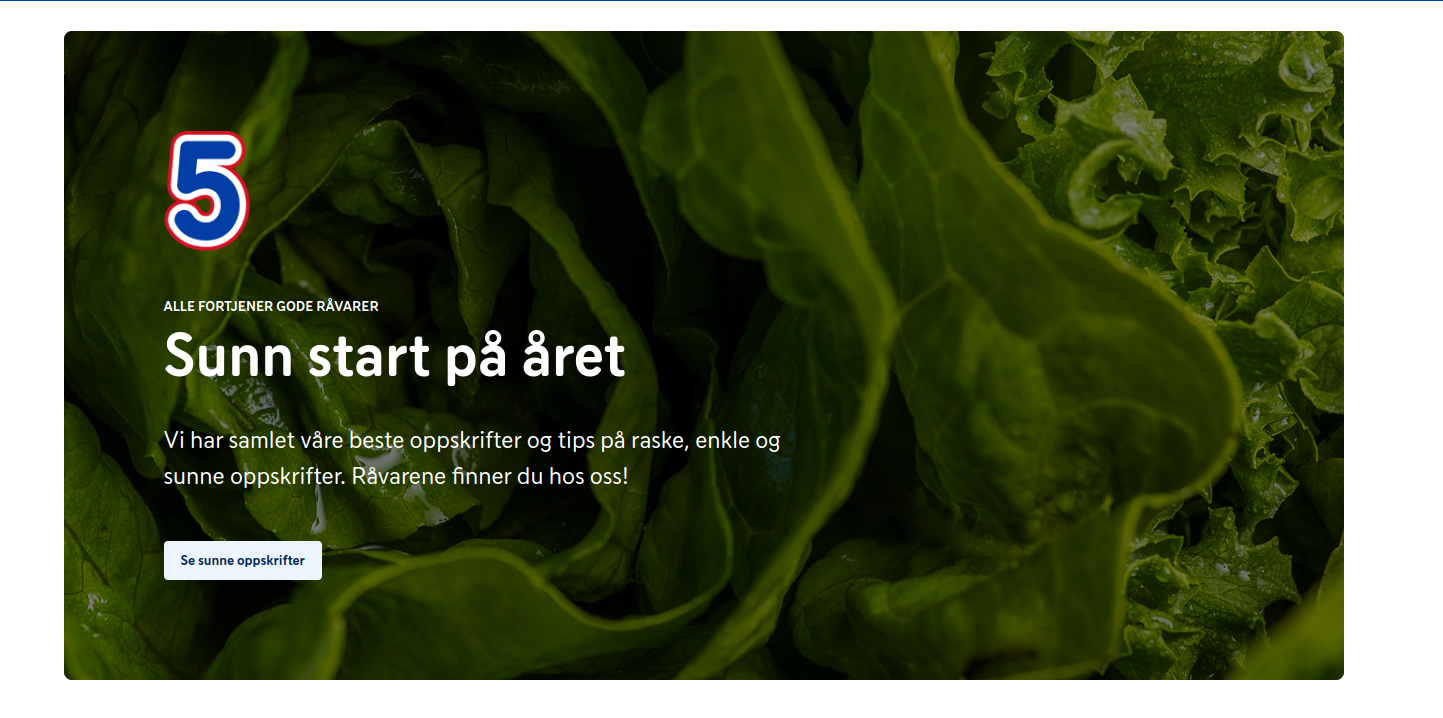 5
ALLE FORTJENER GODE RÅVARER
Sunn start på året
Vi har samlet våre beste oppskrifter og tips på raske, enkle og
sunne oppskrifter. Råvarene finner du hos oss!
Se sunne oppskrifter